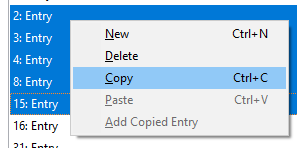 2: Entry
3: Entry
4: Entry
8: Entry
15: Entry
16: Entry
31: Entry
New Ctrl+N
Delete
Copy Ctrl+C
Paste Ctrl+V
Add Copied Entry